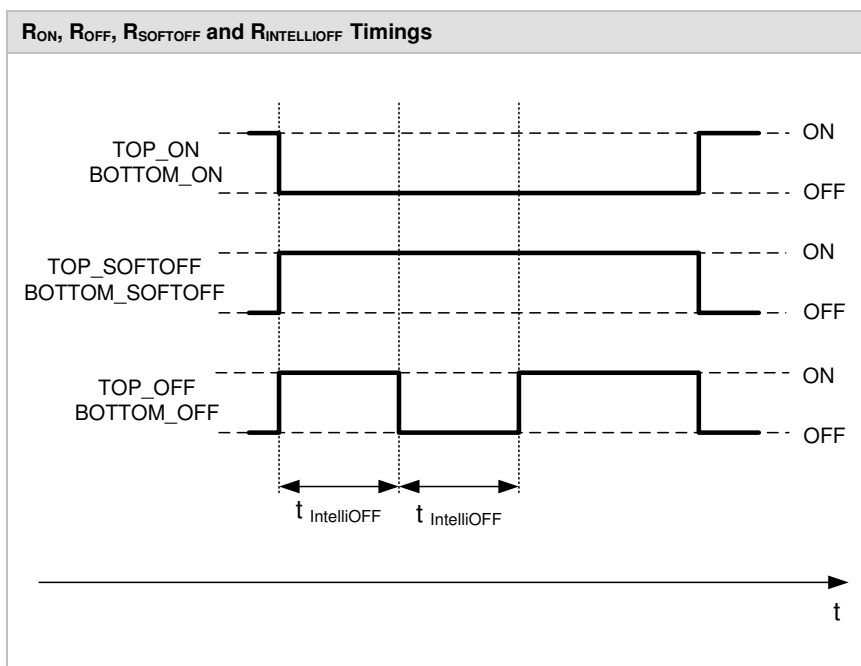 RON, ROFF, RSOFTOFF and RINTELLIOFF Timings
ON
TOP_ON
BOTTOM_ON
OFF
ON
TOP_SOFTOFF
BOTTOM_SOFTOFF
OFF
ON
TOP_OFF
BOTTOM_OFF
OFF
t IntelliOFF t IntelliOFF
t